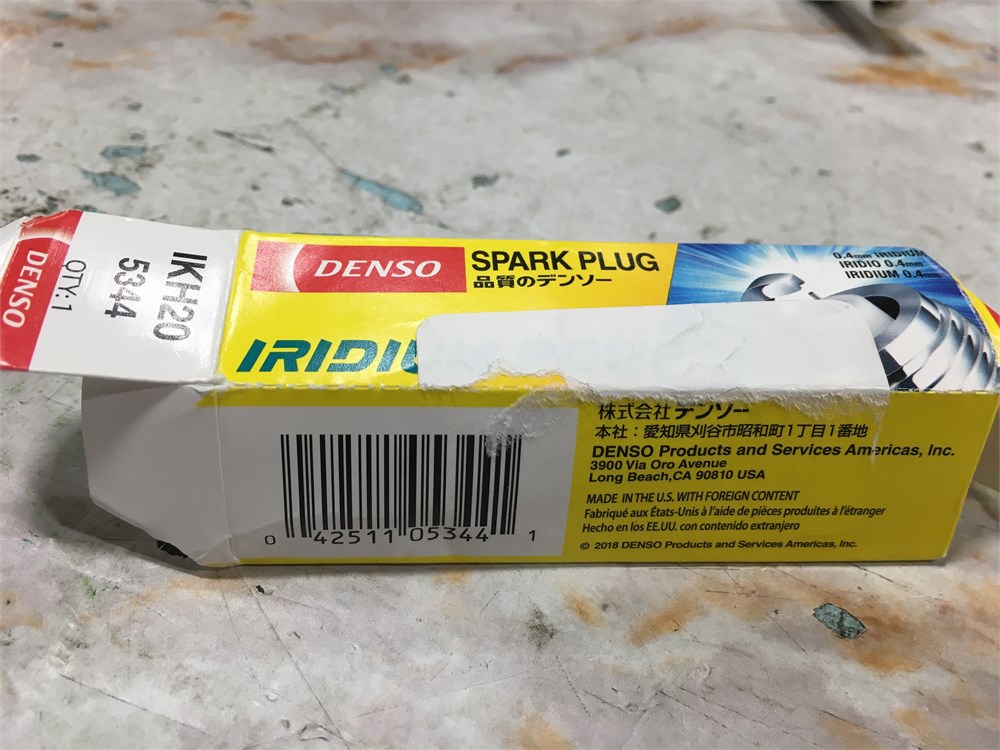 DENSO
QTY:1
IKH20
5344
DENSO
SPARK PLUG
品質のデンソー
0.4mm IRIDIUM
IRIDIO 0.4mm
IRIDIUM 0.4mm
株式会社デンソー
本社：愛知県刈谷市昭和町1丁目1番地
DENSO Products and Services Americas, Inc.
3900 Via Oro Avenue
Long Beach,CA 90810 USA
MADE IN THE U.S. WITH FOREIGN CONTENT
Fabriqué aux États-Unis à l'aide de pièces produites à l'étranger
Hecho en los EE.UU. con contenido extranjero
© 2018 DENSO Products and Services Americas, Inc.
0 42511 05344 1